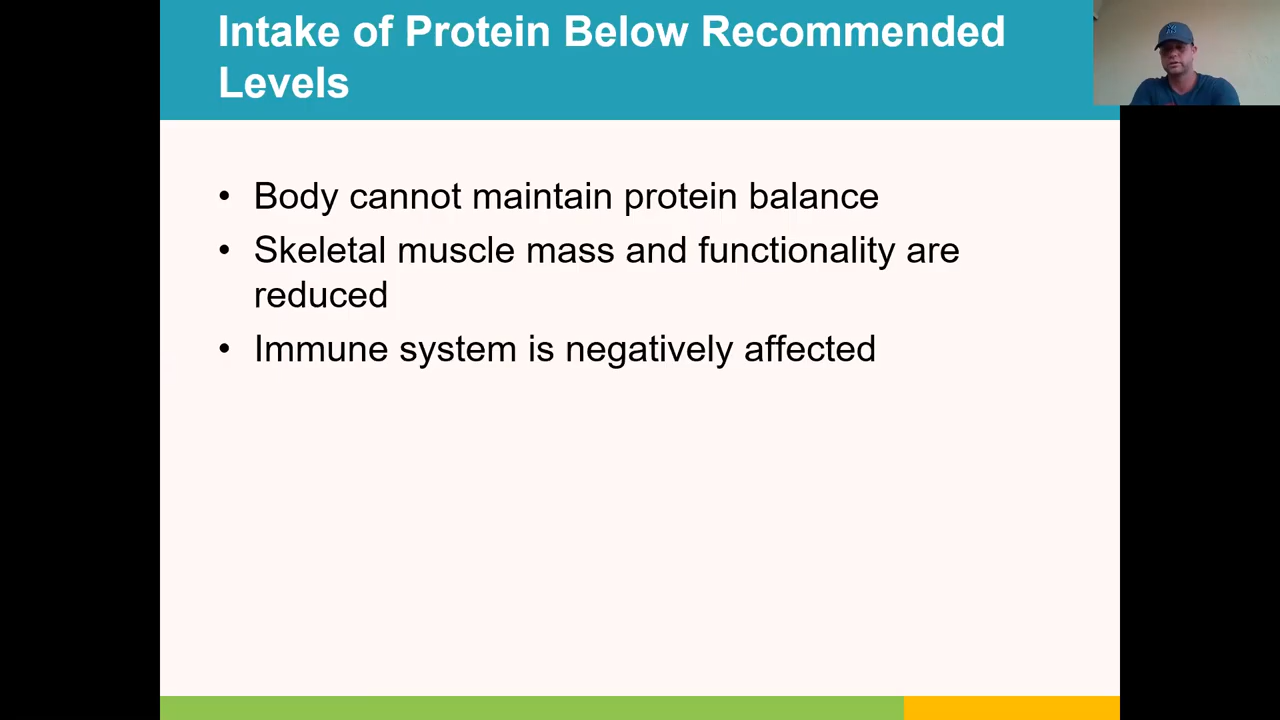 Intake of Protein Below Recommended
Levels
• Body cannot maintain protein balance
• Skeletal muscle mass and functionality are
reduced
• Immune system is negatively affected